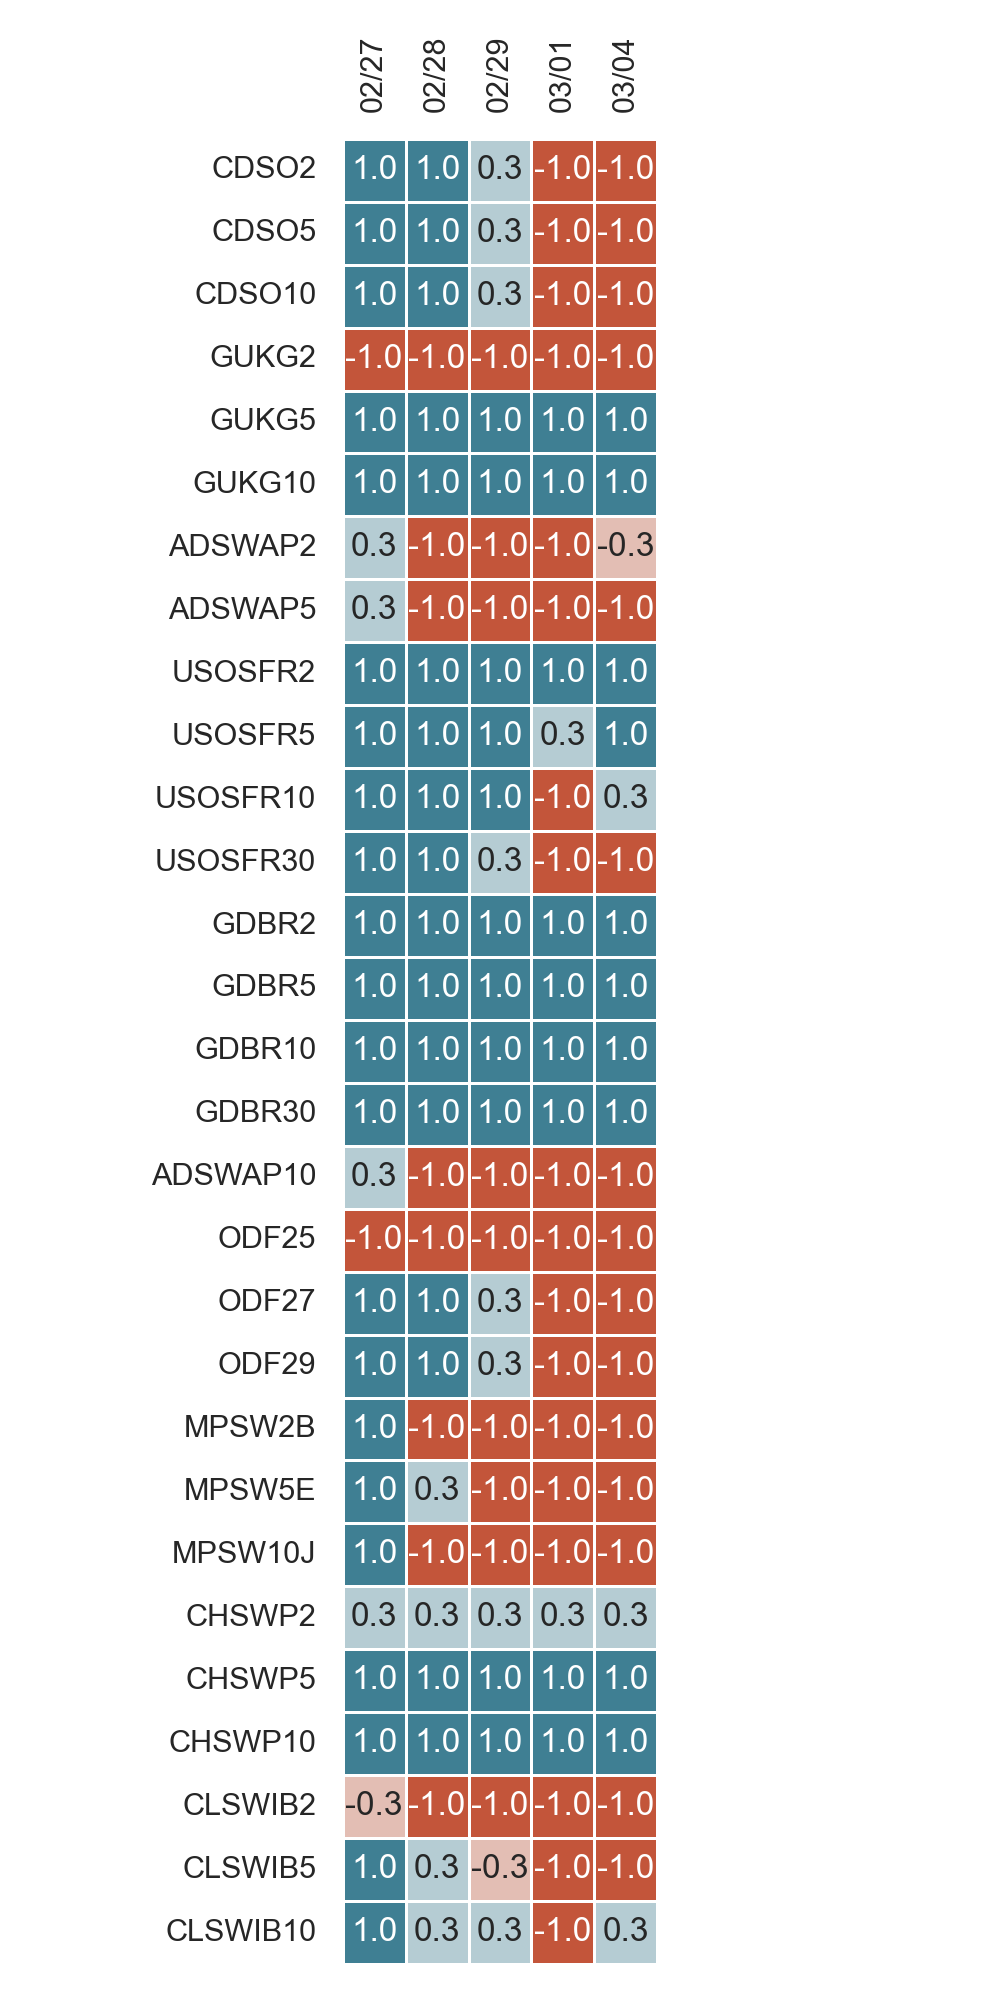 02/27 02/28 02/29 03/01 03/04
CDSO2 1.0 1.0 0.3 -1.0 -1.0
CDSO5 1.0 1.0 0.3 -1.0 -1.0
CDSO10 1.0 1.0 0.3 -1.0 -1.0
GUKG2 -1.0 -1.0 -1.0 -1.0 -1.0
GUKG5 1.0 1.0 1.0 1.0 1.0
GUKG10 1.0 1.0 1.0 1.0 1.0
ADSWAP2 0.3 -1.0 -1.0 -1.0 -0.3
ADSWAP5 0.3 -1.0 -1.0 -1.0 -1.0
USOSFR2 1.0 1.0 1.0 1.0 1.0
USOSFR5 1.0 1.0 1.0 0.3 1.0
USOSFR10 1.0 1.0 1.0 -1.0 0.3
USOSFR30 1.0 1.0 0.3 -1.0 -1.0
GDBR2 1.0 1.0 1.0 1.0 1.0
GDBR5 1.0 1.0 1.0 1.0 1.0
GDBR10 1.0 1.0 1.0 1.0 1.0
GDBR30 1.0 1.0 1.0 1.0 1.0
ADSWAP10 0.3 -1.0 -1.0 -1.0 -1.0
ODF25 -1.0 -1.0 -1.0 -1.0 -1.0
ODF27 1.0 1.0 0.3 -1.0 -1.0
ODF29 1.0 1.0 0.3 -1.0 -1.0
MPSW2B 1.0 -1.0 -1.0 -1.0 -1.0
MPSW5E 1.0 0.3 -1.0 -1.0 -1.0
MPSW10J 1.0 -1.0 -1.0 -1.0 -1.0
CHSWP2 0.3 0.3 0.3 0.3 0.3
CHSWP5 1.0 1.0 1.0 1.0 1.0
CHSWP10 1.0 1.0 1.0 1.0 1.0
CLSWIB2 -0.3 -1.0 -1.0 -1.0 -1.0
CLSWIB5 1.0 0.3 -0.3 -1.0 -1.0
CLSWIB10 1.0 0.3 0.3 -1.0 0.3